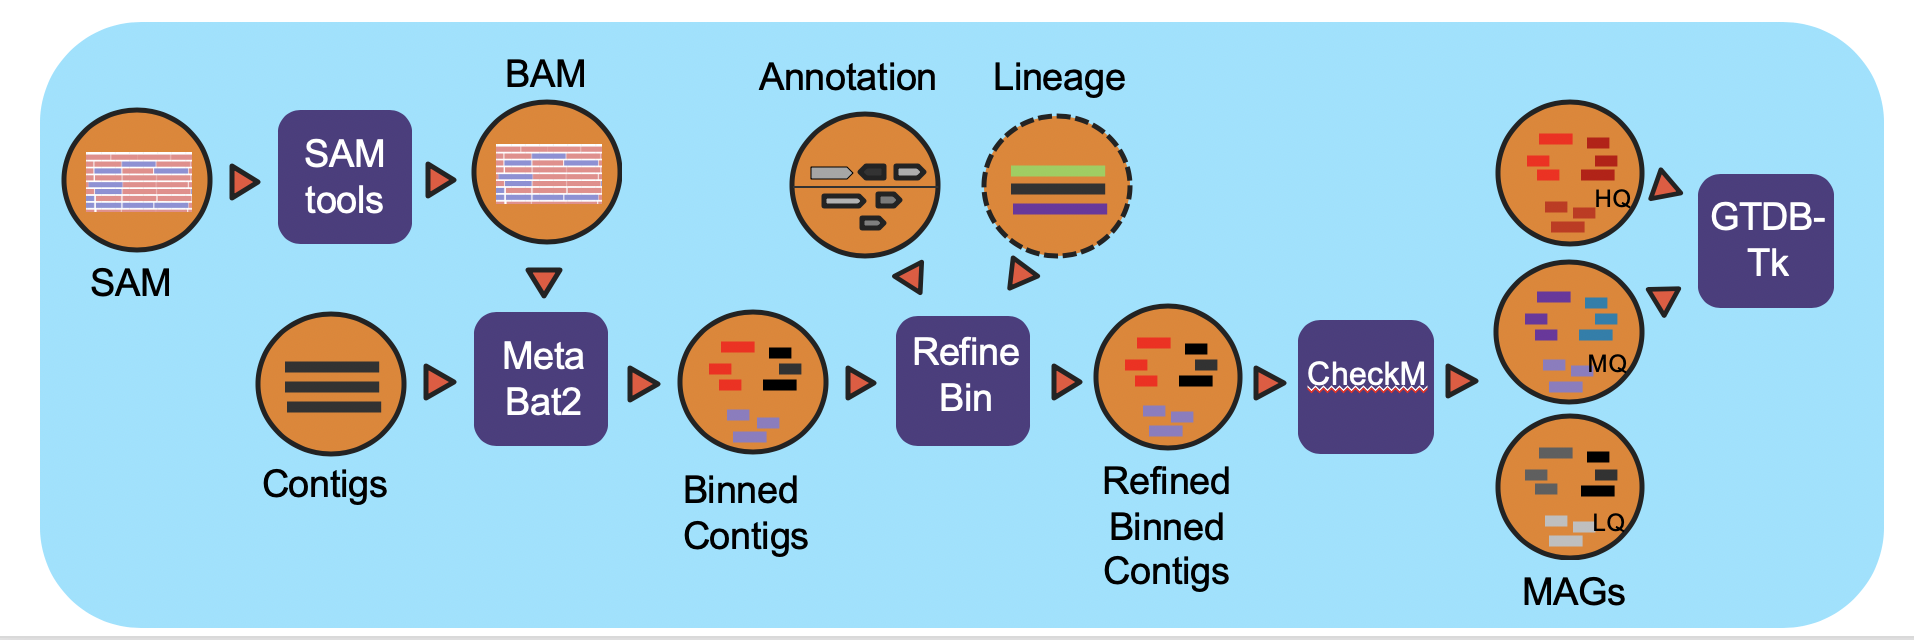 SAM
SAM
tools
BAM
Contigs
Meta
Bat2
Binned
Contigs
Annotation
Lineage
Refine
Bin
Refined
Binned
Contigs
CheckM
HQ
MQ
LQ
MAGs
GTDB-
Tk